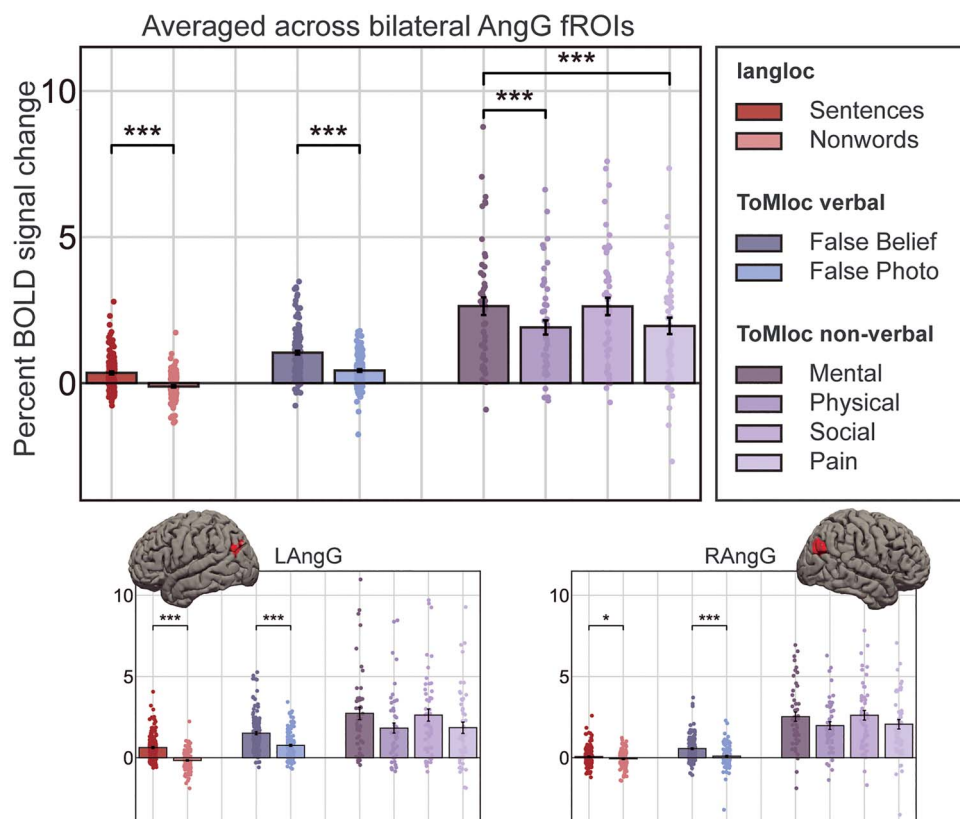 Averaged across bilateral AngG fROIs
Percent BOLD signal change
10
5
0
***
***
***
***
langloc
Sentences
Nonwords
ToMloc verbal
False Belief
False Photo
ToMloc non-verbal
Mental
Physical
Social
Pain
LAngG
10
5
0
***
***
RAngG
10
5
0
*
***